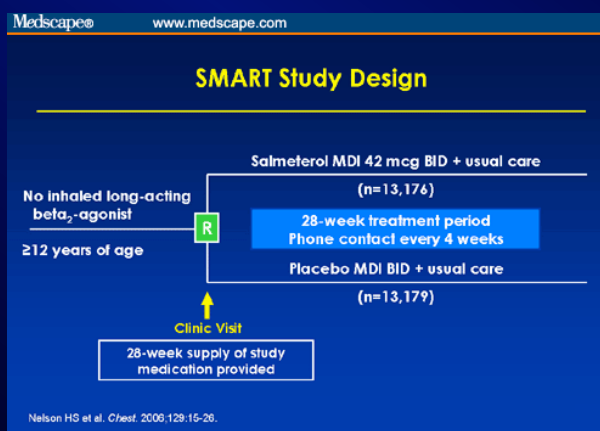 Medscape® www.medscape.com
SMART Study Design
Salmeterol MDI 42 mcg BID + usual care
(n=13,176)
No inhaled long-acting
beta₂-agonist
≥12 years of age
R
28-week treatment period
Phone contact every 4 weeks
Placebo MDI BID + usual care
(n=13,179)
Clinic Visit
28-week supply of study
medication provided
Nelson HS et al. Chest. 2006;129:15-26.